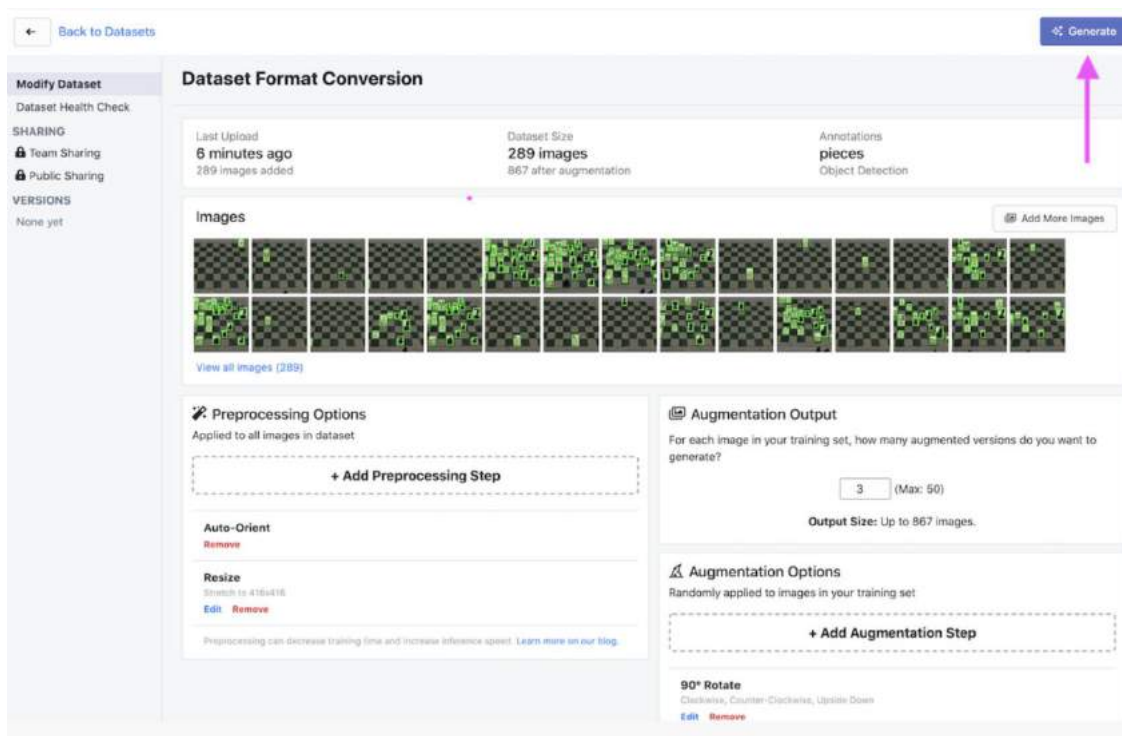 ← Back to Datasets
Generate
Modify Dataset
Dataset Health Check
SHARING
Team Sharing
Public Sharing
VERSIONS
None yet
Dataset Format Conversion
Last Upload
6 minutes ago
289 images added
Dataset Size
289 images
867 after augmentation
Annotations
pieces
Object Detection
Images
Add More Images
View all images (289)
Preprocessing Options
Applied to all images in dataset
+ Add Preprocessing Step
Auto-Orient
Remove
Resize
Stretch to 416x416
Edit Remove
Preprocessing can decrease training time and increase inference speed. Learn more on our blog.
Augmentation Output
For each image in your training set, how many augmented versions do you want to
generate?
3 (Max: 50)
Output Size: Up to 867 images.
Augmentation Options
Randomly applied to images in your training set
+ Add Augmentation Step
90° Rotate
Clockwise, Counter-Clockwise, Upside Down
Edit Remove